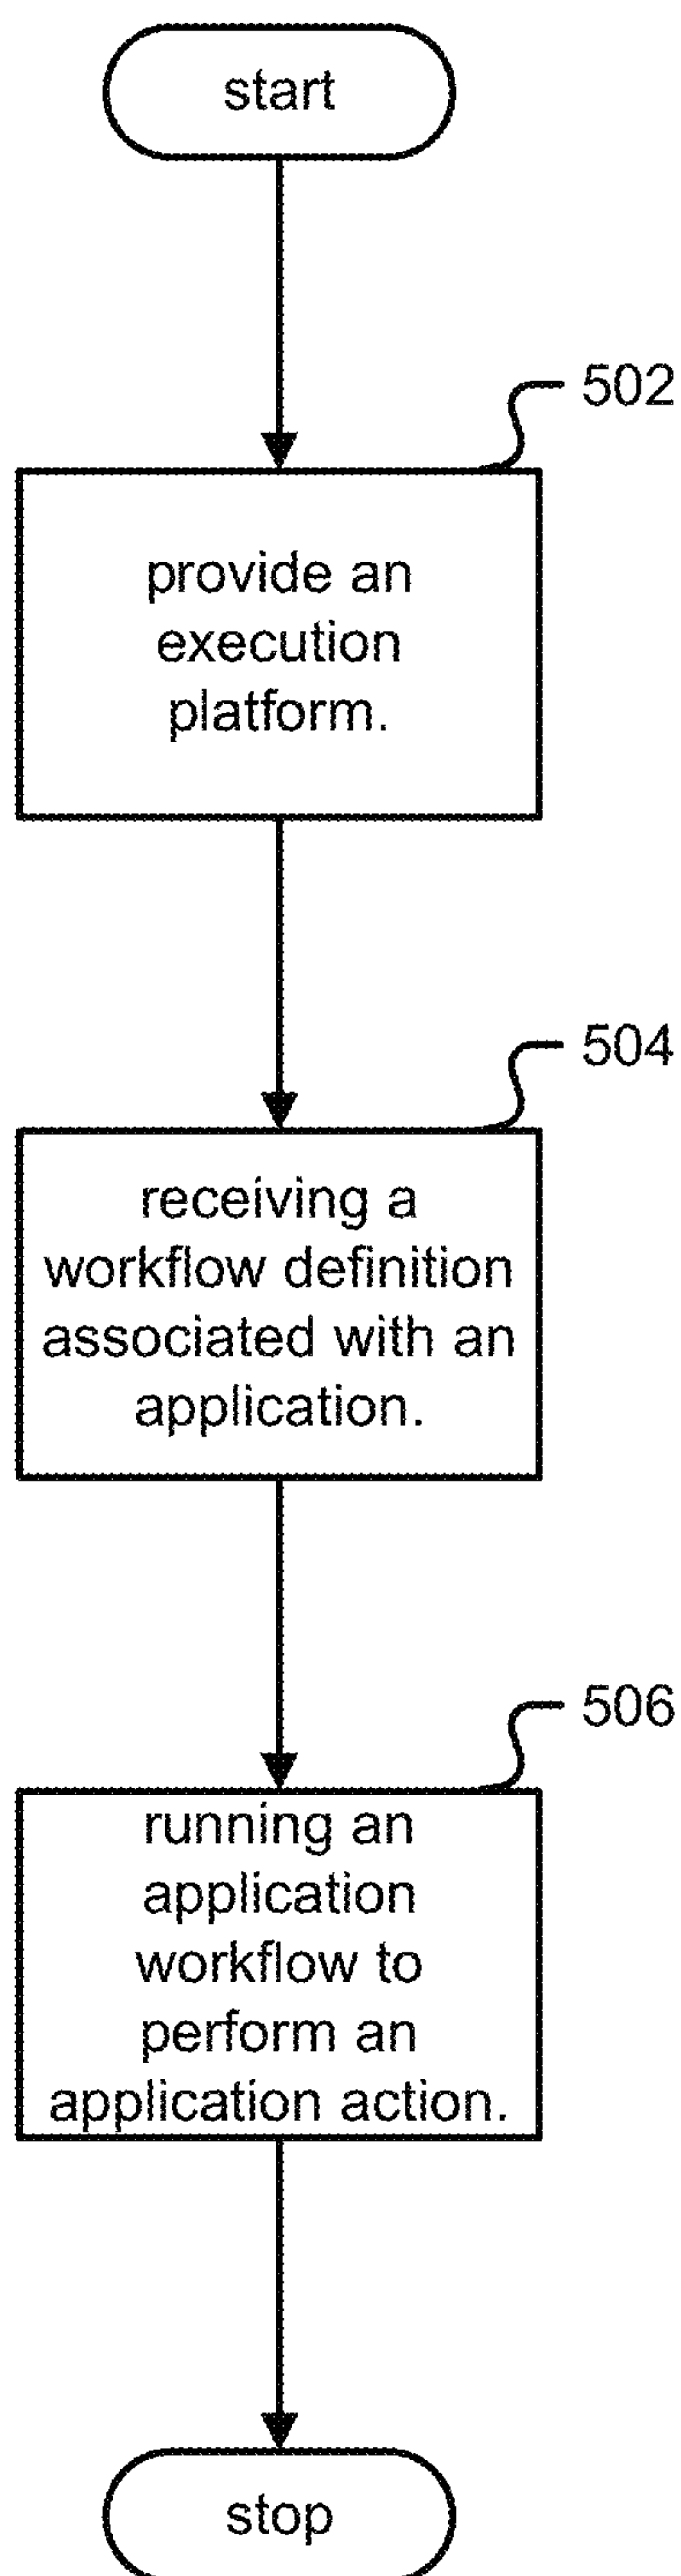 start
502
provide an
execution
platform.
504
receiving a
workflow definition
associated with an
application.
506
running an
application
workflow to
perform an
application action.
stop